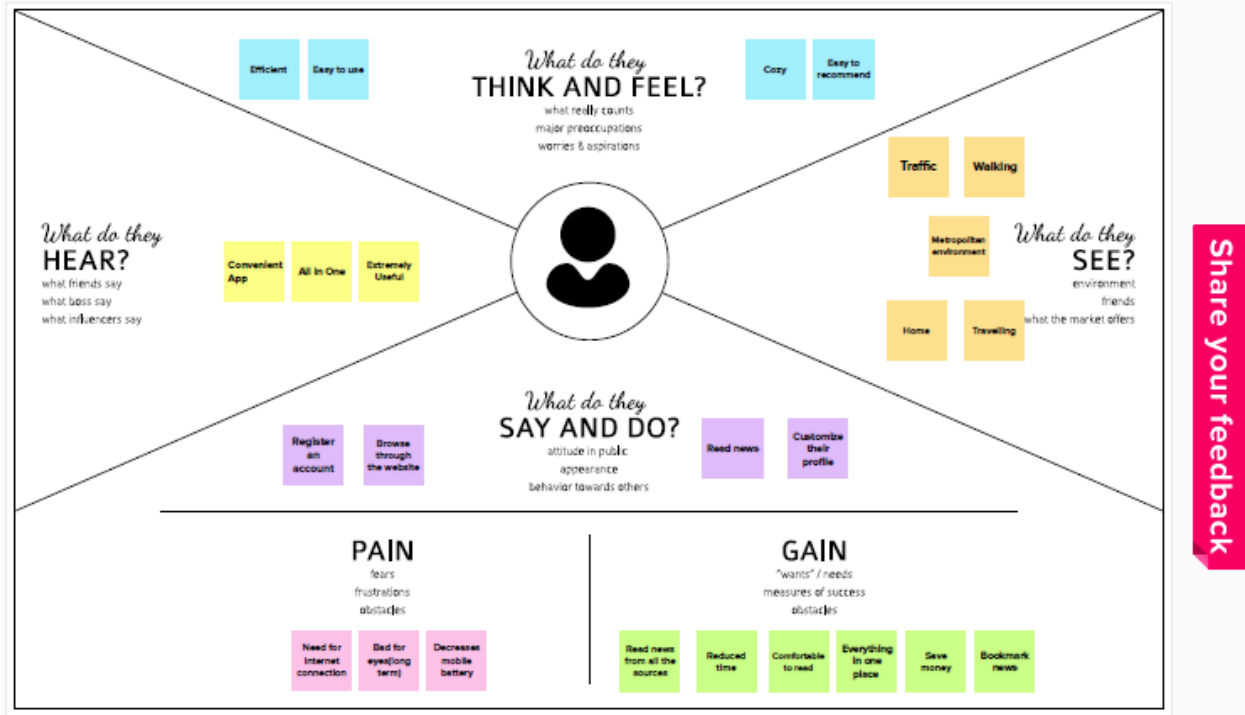 What do they
THINK AND FEEL?
what really counts
major preoccupations
worries & aspirations
Efficient
Easy to use
Cozy
Easy to
recommend
What do they
HEAR?
what friends say
what boss say
what influencers say
Convenient
App
All In One
Extremely
Useful
Traffic
Walking
Metropolitan
environment
Home
Travelling
What do they
SEE?
environment
friends
what the market offers
What do they
SAY AND DO?
attitude in public
appearance
behavior towards others
Register
an
account
Browse
through
the website
Read news
Customize
their
profile
PAIN
fears
frustrations
obstacles
Need for
Internet
connection
Bad for
eyes(long
term)
Decreases
mobile
battery
GAIN
"wants" / needs
measures of success
obstacles
Read news
from all the
sources
Reduced
time
Comfortable
to read
Everything
in one
place
Save
money
Bookmark
news
Share your feedback